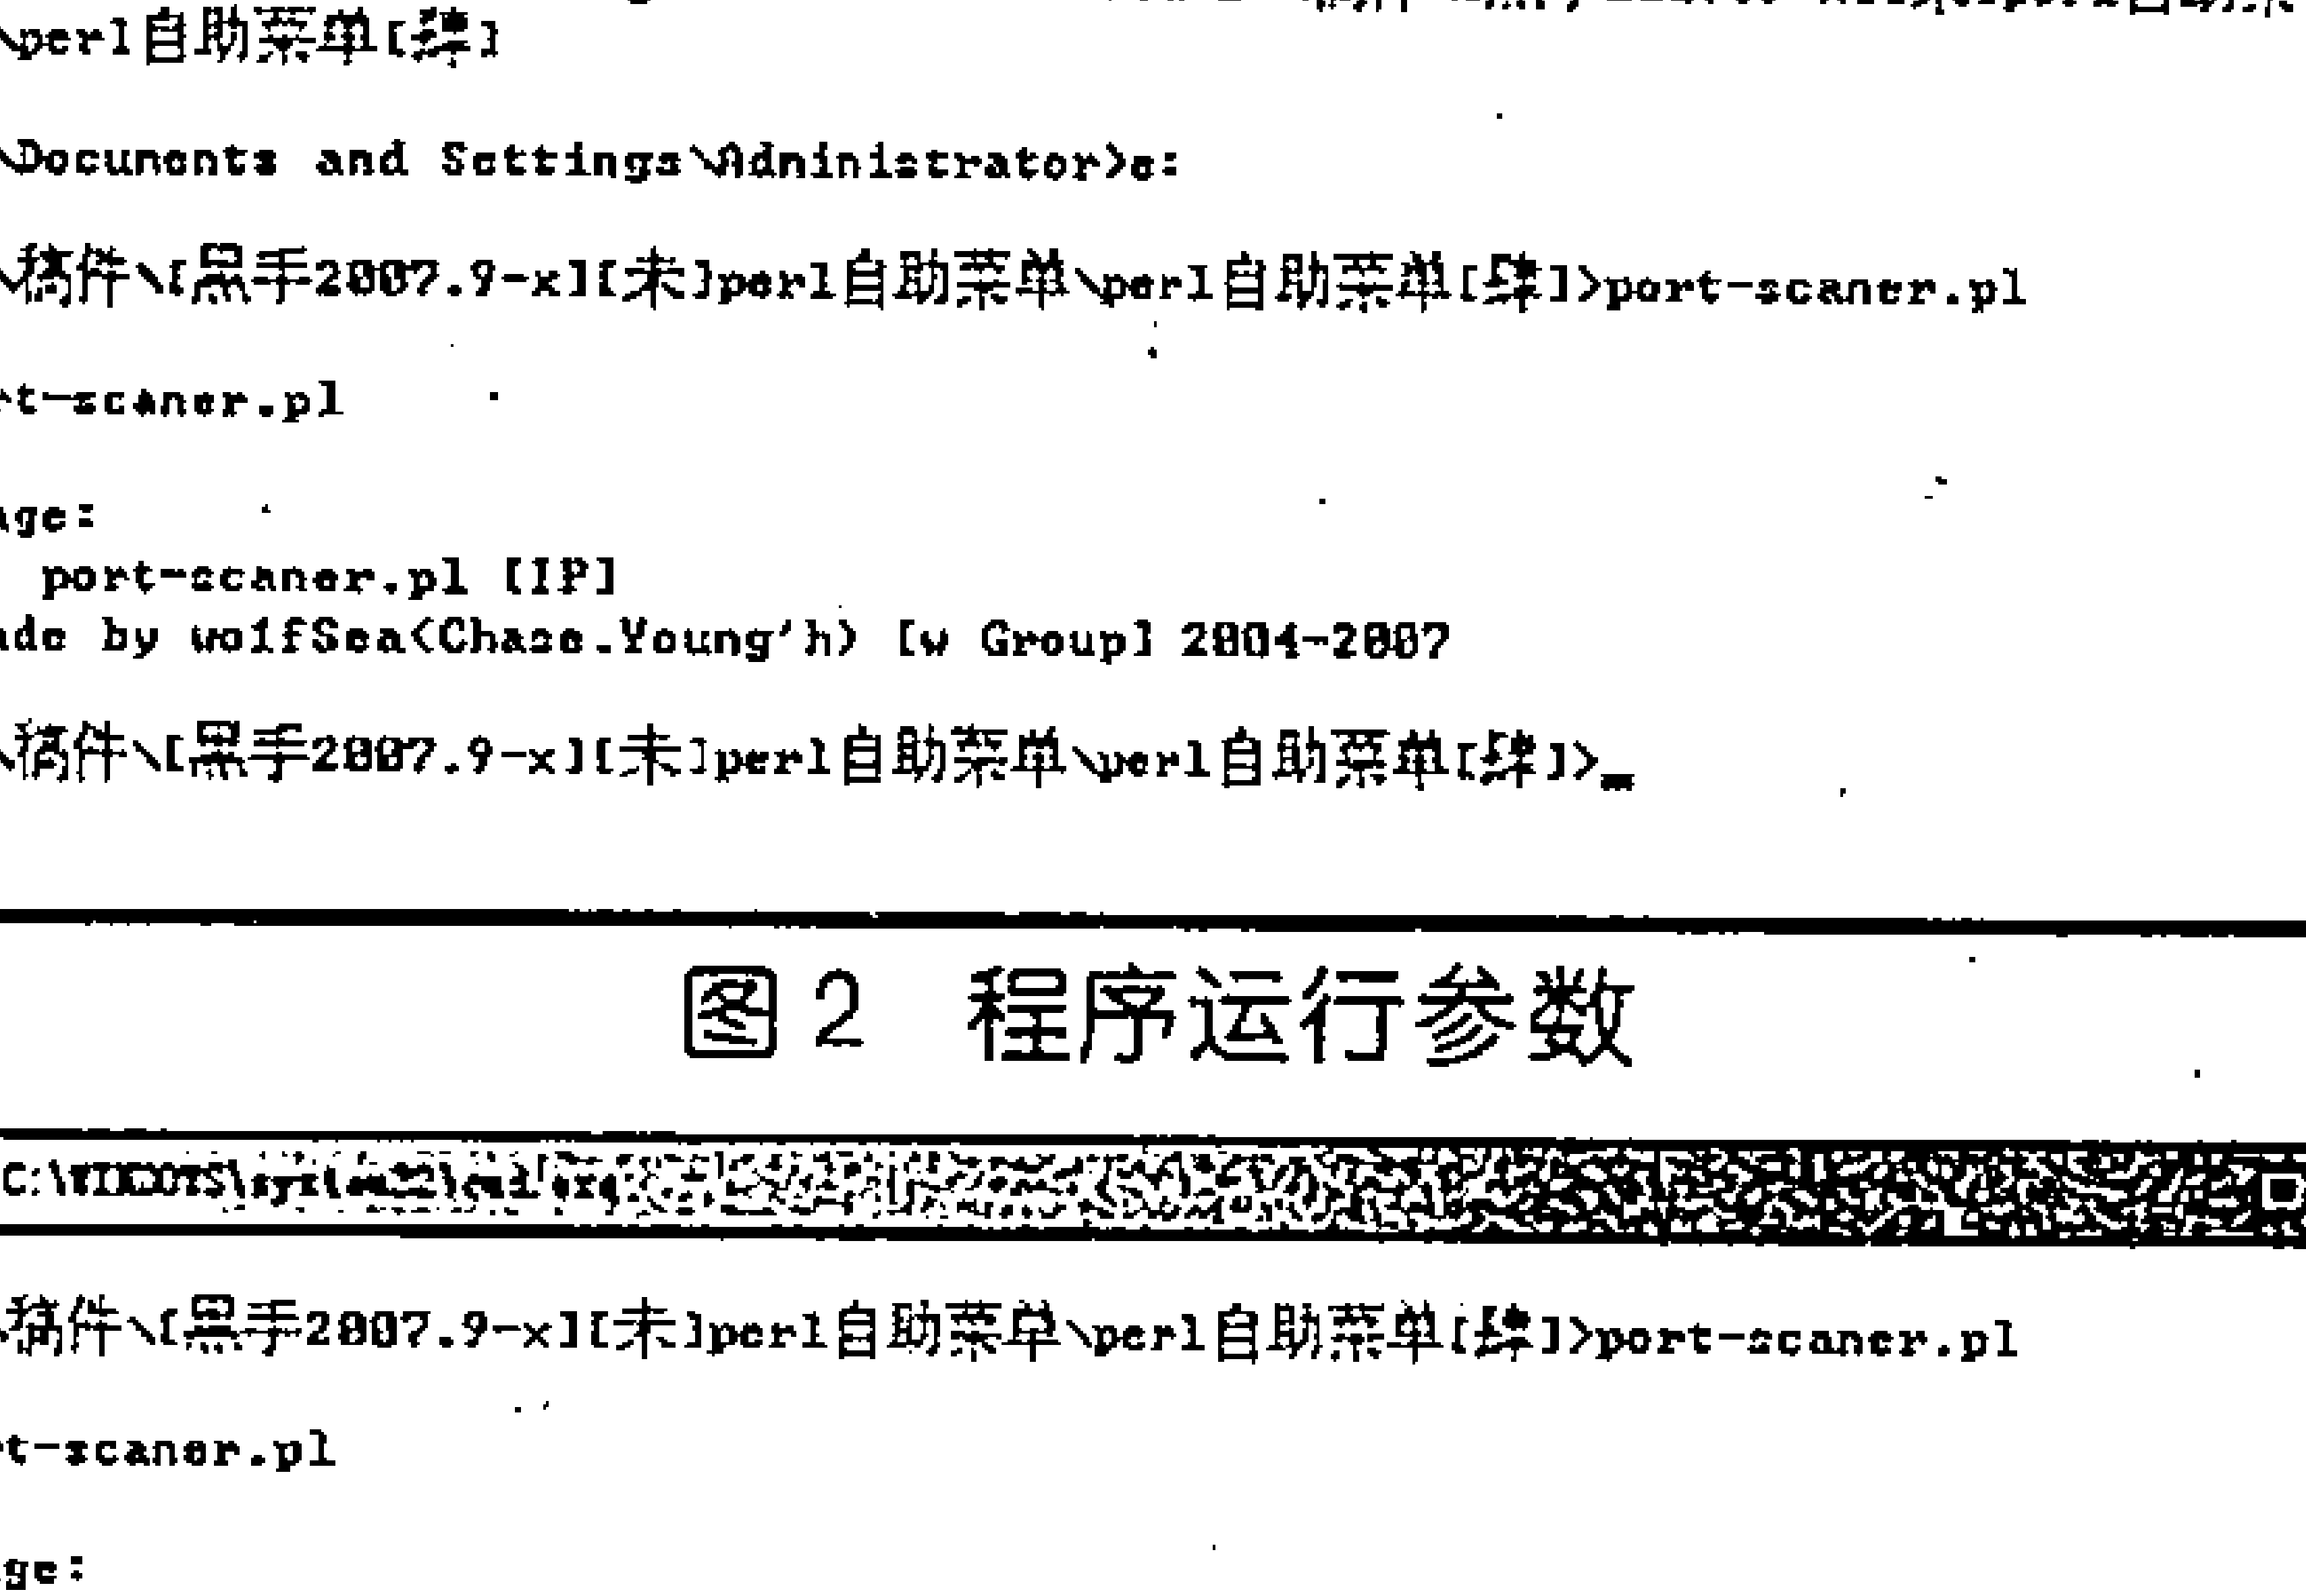 \perl自助菜单[肆]
\Documents and Settings\Administrator>e:
\稿件\[黑手2007.9-x][未]perl自助菜单\perl自助菜单[肆]>port-scaner.pl
rt-scaner.pl
age:
port-scaner.pl [IP]
ade by wo1fSea(Chase.Young'h) [w Group] 2004-2007
\稿件\[黑手2007.9-x][未]perl自助菜单\perl自助菜单[肆]>_
图2 程序运行参数
\稿件\[黑手2007.9-x][未]perl自助菜单\perl自助菜单[肆]>port-scaner.pl
rt-scaner.pl
ge: